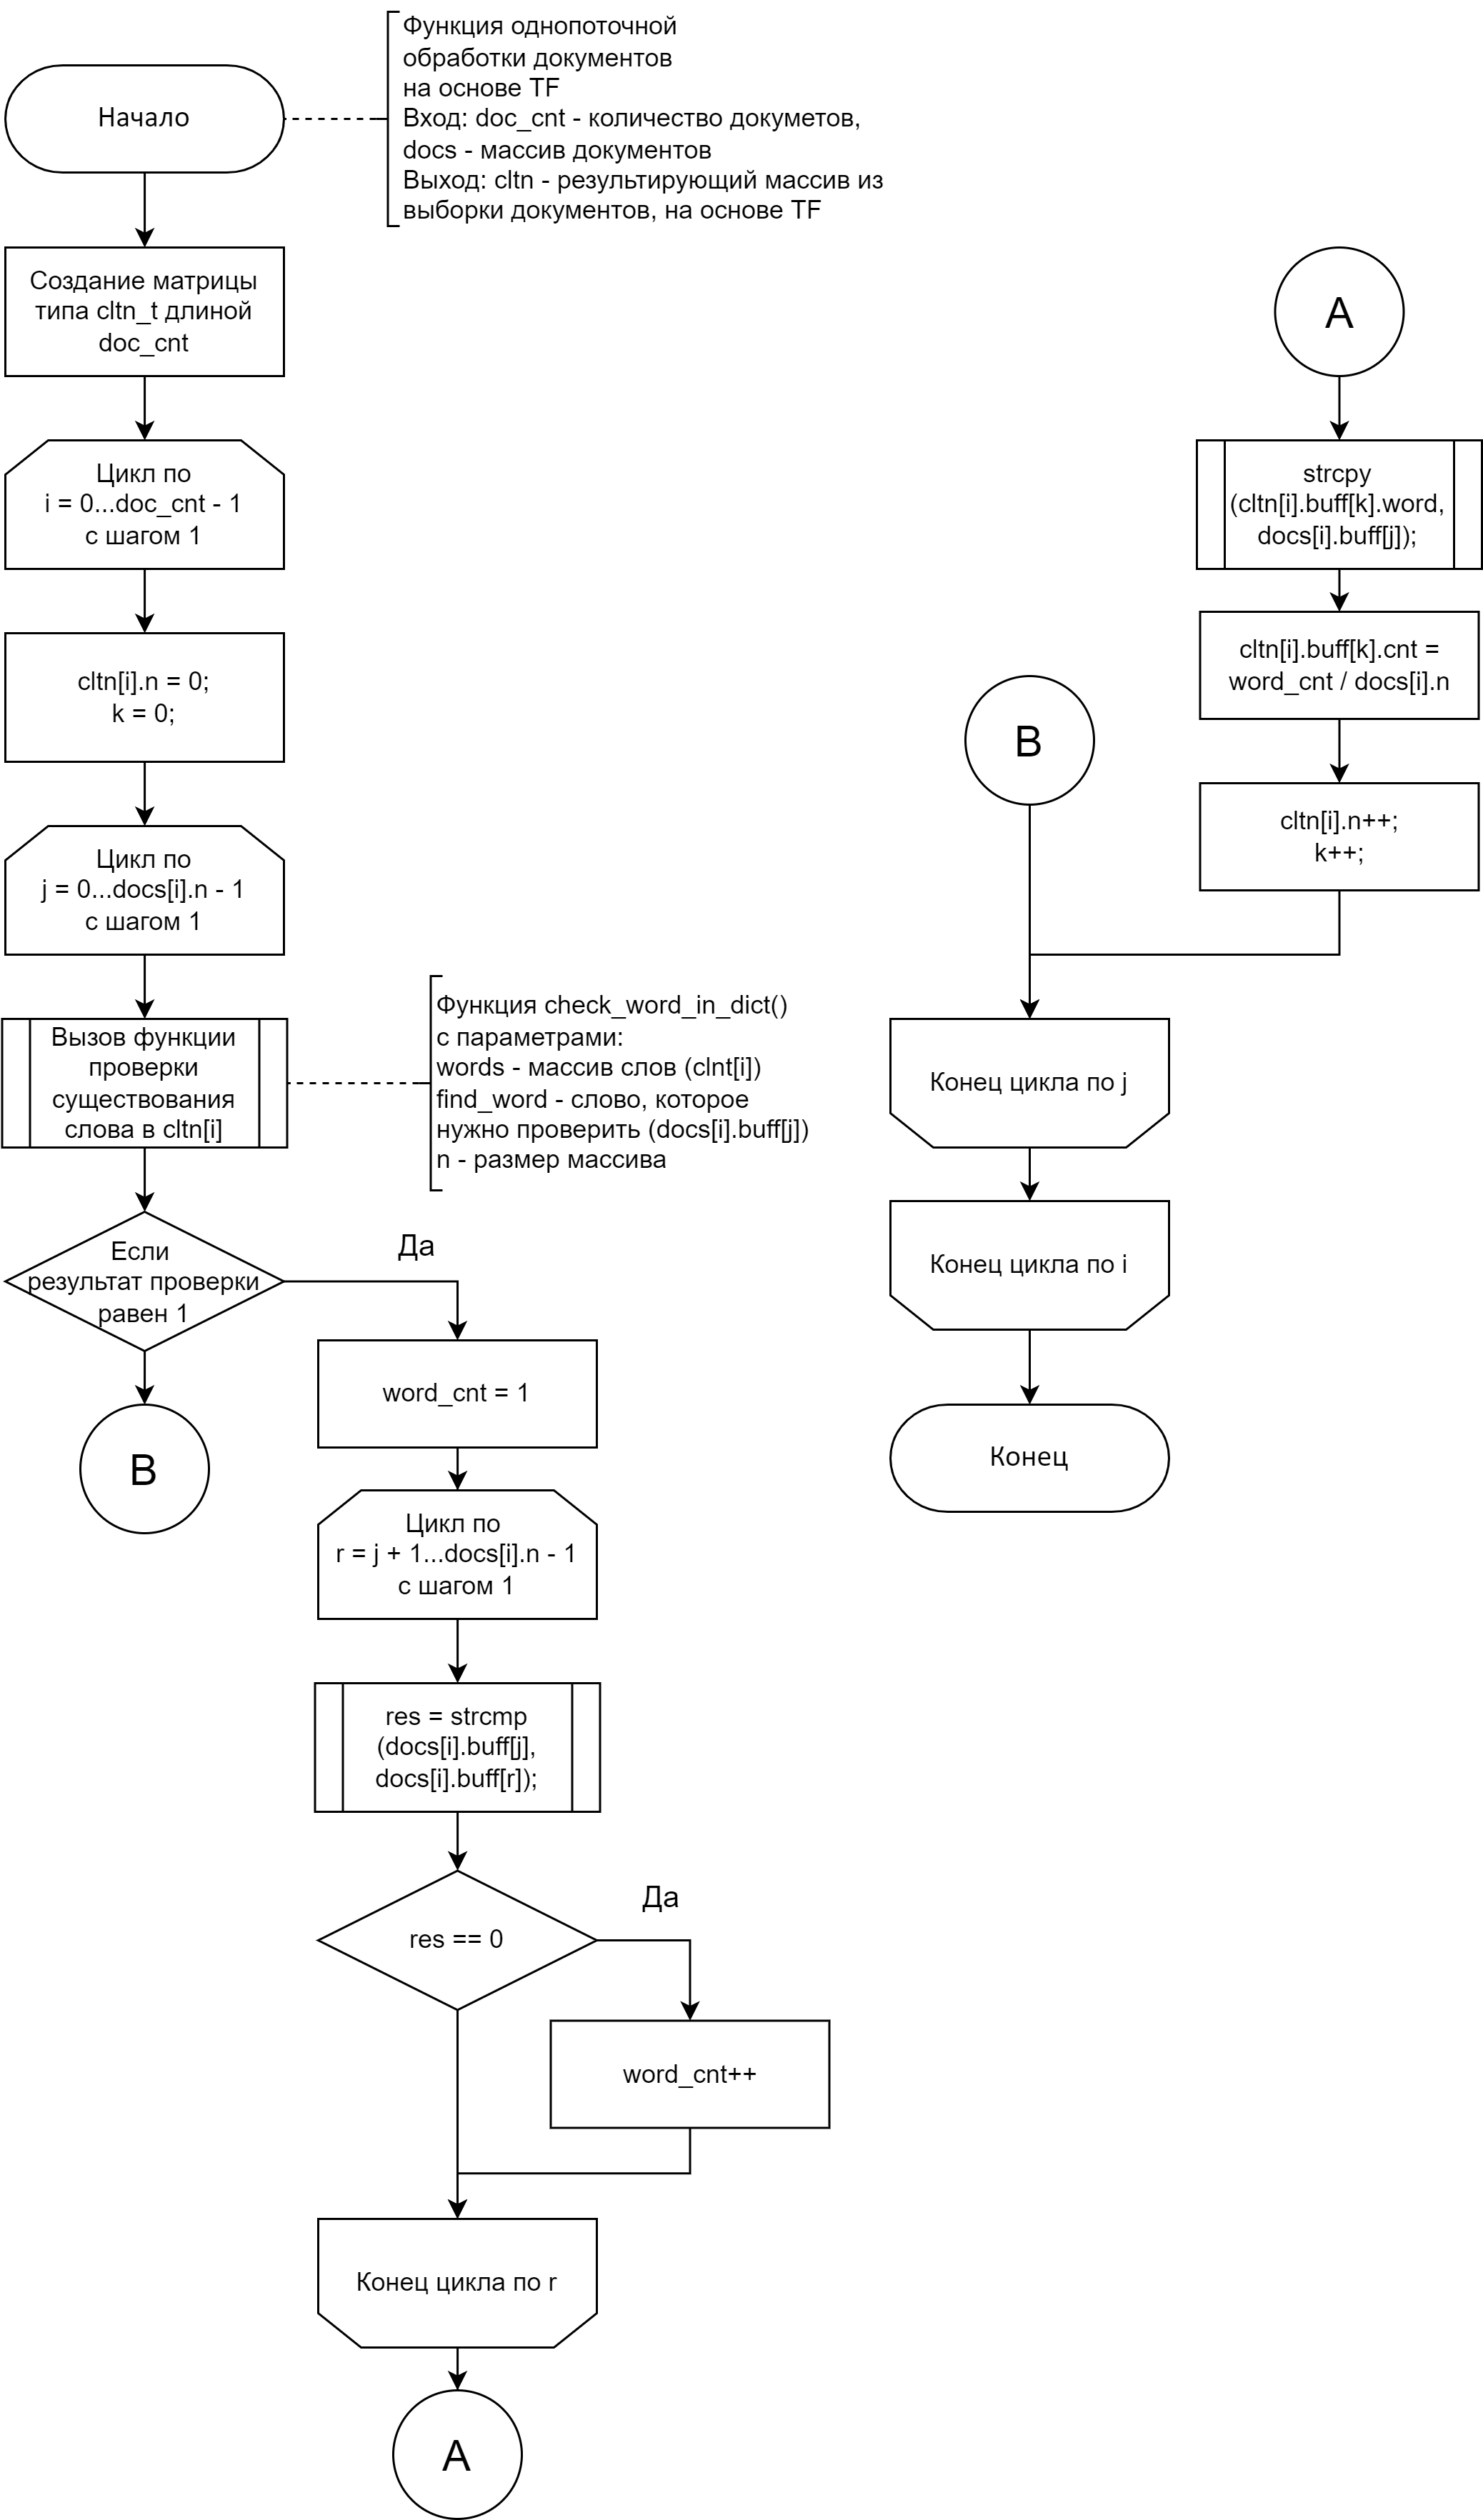 Начало
Функция однопоточной
обработки документов
на основе TF
Вход: doc_cnt - количество докуметов,
docs - массив документов
Выход: cltn - результирующий массив из
выборки документов, на основе TF
Создание матрицы
типа cltn_t длиной
doc_cnt
Цикл по
i = 0...doc_cnt - 1
с шагом 1
cltn[i].n = 0;
k = 0;
Цикл по
j = 0...docs[i].n - 1
с шагом 1
Вызов функции
проверки
существования
слова в cltn[i]
Функция check_word_in_dict()
с параметрами:
words - массив слов (clnt[i])
find_word - слово, которое
нужно проверить (docs[i].buff[j])
n - размер массива
Если
результат проверки
равен 1
Да
B
word_cnt = 1
Цикл по
r = j + 1...docs[i].n - 1
с шагом 1
res = strcmp
(docs[i].buff[j],
docs[i].buff[r]);
res == 0
Да
word_cnt++
Конец цикла по r
A
A
strcpy
(cltn[i].buff[k].word,
docs[i].buff[j]);
cltn[i].buff[k].cnt =
word_cnt / docs[i].n
cltn[i].n++;
k++;
B
Конец цикла по j
Конец цикла по i
Конец